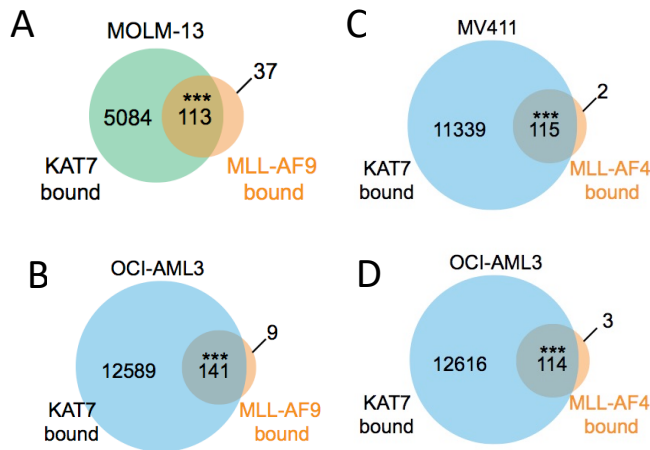 A
MOLM-13
37
5084
***
113
KAT7
bound
MLL-AF9
bound
C
MV411
2
11339
***
115
KAT7
bound
MLL-AF4
bound
B
OCI-AML3
9
12589
***
141
KAT7
bound
MLL-AF9
bound
D
OCI-AML3
3
12616
***
114
KAT7
bound
MLL-AF4
bound